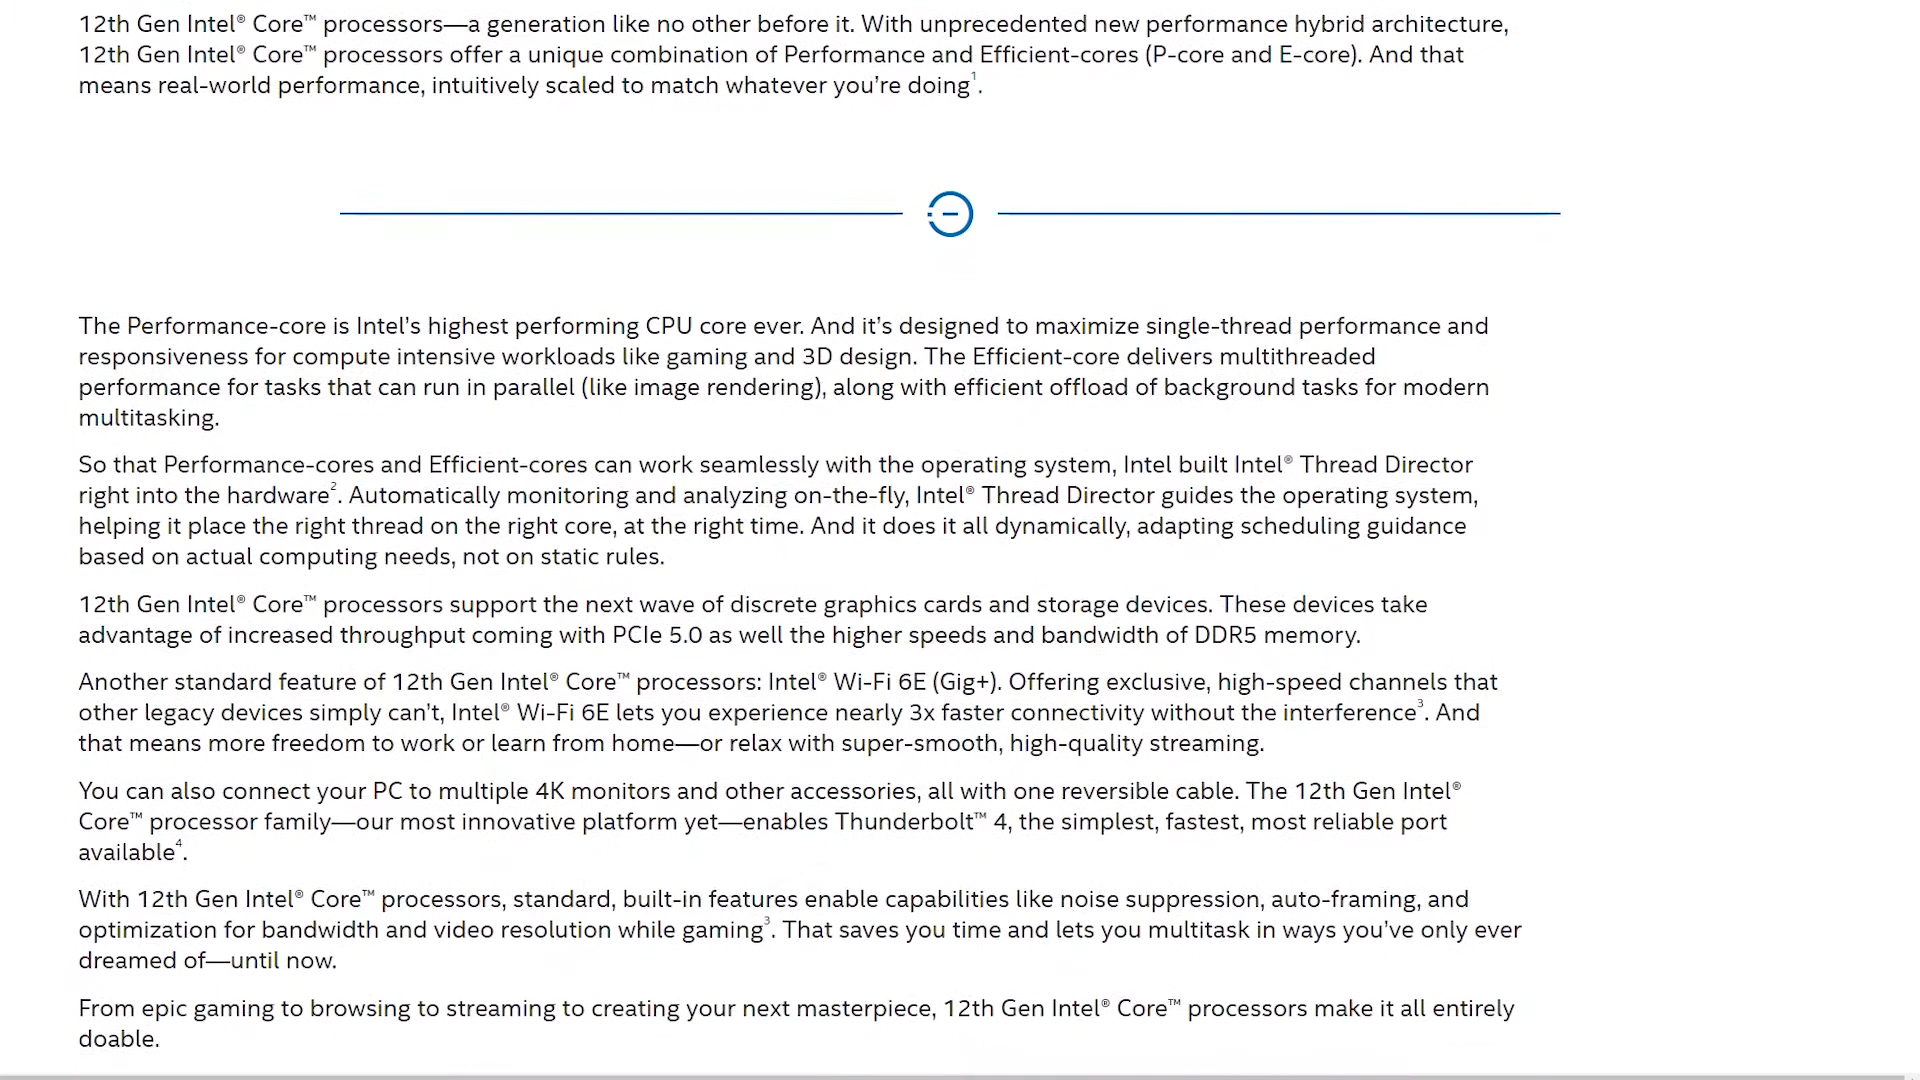 12th Gen Intel® Core™ processors—a generation like no other before it. With unprecedented new performance hybrid architecture,
12th Gen Intel® Core™ processors offer a unique combination of Performance and Efficient-cores (P-core and E-core). And that
means real-world performance, intuitively scaled to match whatever you're doing¹.
The Performance-core is Intel's highest performing CPU core ever. And it's designed to maximize single-thread performance and
responsiveness for compute intensive workloads like gaming and 3D design. The Efficient-core delivers multithreaded
performance for tasks that can run in parallel (like image rendering), along with efficient offload of background tasks for modern
multitasking.
So that Performance-cores and Efficient-cores can work seamlessly with the operating system, Intel built Intel® Thread Director
right into the hardware². Automatically monitoring and analyzing on-the-fly, Intel® Thread Director guides the operating system,
helping it place the right thread on the right core, at the right time. And it does it all dynamically, adapting scheduling guidance
based on actual computing needs, not on static rules.
12th Gen Intel® Core™ processors support the next wave of discrete graphics cards and storage devices. These devices take
advantage of increased throughput coming with PCIe 5.0 as well the higher speeds and bandwidth of DDR5 memory.
Another standard feature of 12th Gen Intel® Core™ processors: Intel® Wi-Fi 6E (Gig+). Offering exclusive, high-speed channels that
other legacy devices simply can't, Intel® Wi-Fi 6E lets you experience nearly 3x faster connectivity without the interference³. And
that means more freedom to work or learn from home—or relax with super-smooth, high-quality streaming.
You can also connect your PC to multiple 4K monitors and other accessories, all with one reversible cable. The 12th Gen Intel®
Core™ processor family—our most innovative platform yet—enables Thunderbolt™ 4, the simplest, fastest, most reliable port
available⁴.
With 12th Gen Intel® Core™ processors, standard, built-in features enable capabilities like noise suppression, auto-framing, and
optimization for bandwidth and video resolution while gaming³. That saves you time and lets you multitask in ways you've only ever
dreamed of—until now.
From epic gaming to browsing to streaming to creating your next masterpiece, 12th Gen Intel® Core™ processors make it all entirely
doable.